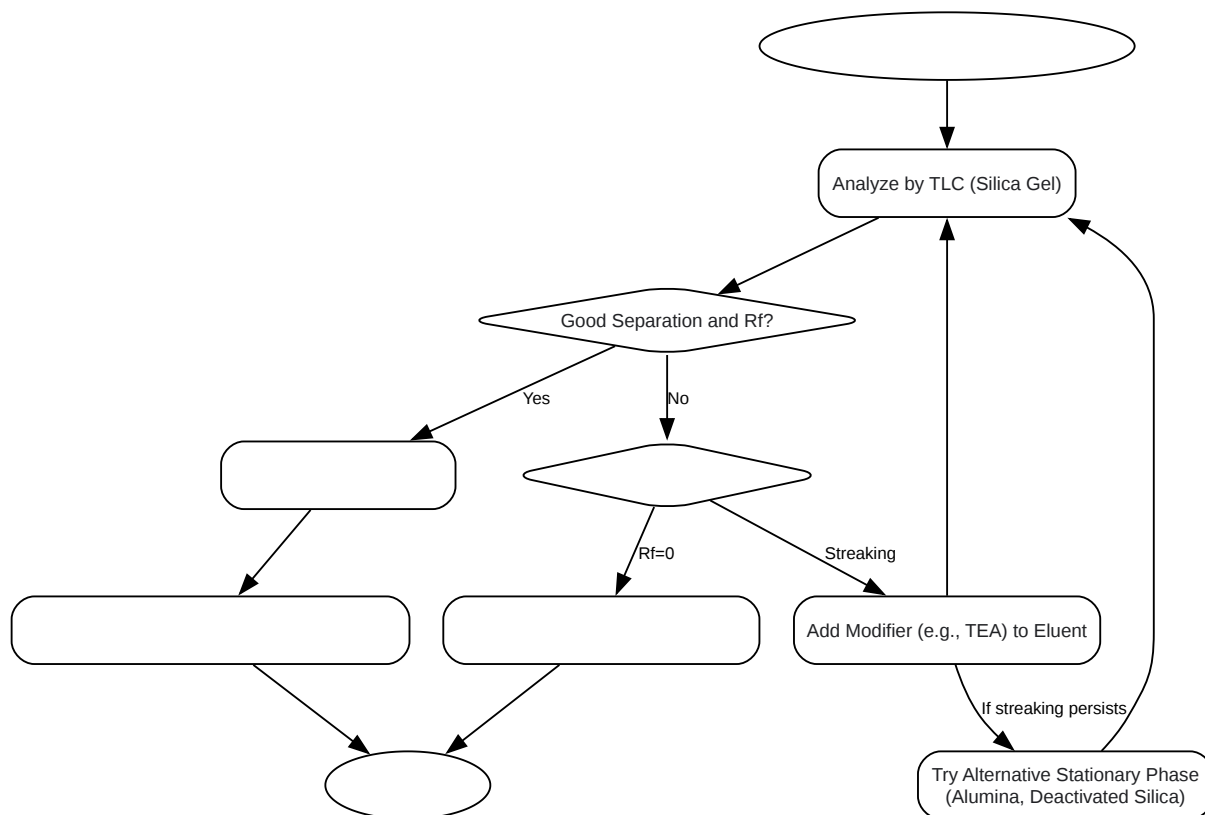 Analyze by TLC (Silica Gel)
Good Separation and Rf?
Yes
No
Rf=0
Streaking
Add Modifier (e.g., TEA) to Eluent
If streaking persists
Try Alternative Stationary Phase
(Alumina, Deactivated Silica)